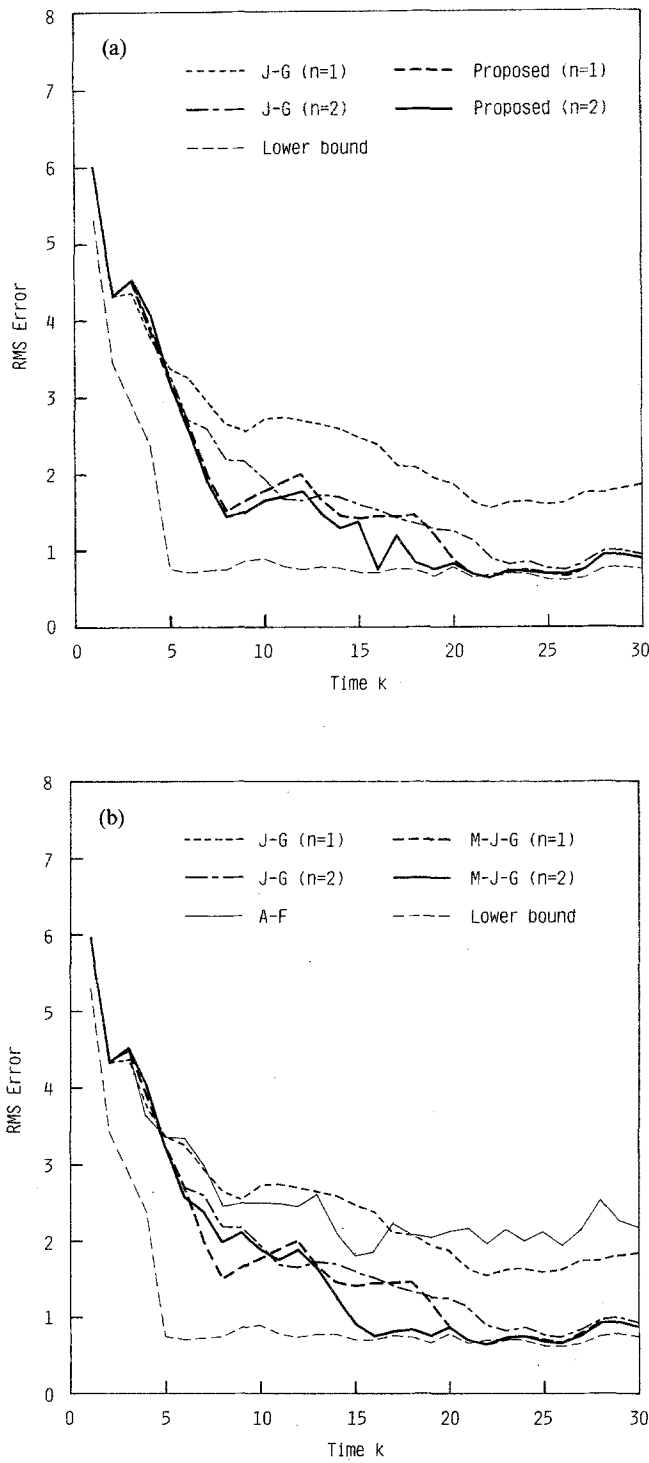 (a)
8
7
6
5
4
3
2
1
0
RMS Error
J-G (n=1)
Proposed (n=1)
J-G (n=2)
Proposed (n=2)
Lower bound
0 5 10 15 20 25 30
Time k
(b)
8
7
6
5
4
3
2
1
0
RMS Error
J-G (n=1)
M-J-G (n=1)
J-G (n=2)
M-J-G (n=2)
A-F
Lower bound
0 5 10 15 20 25 30
Time k